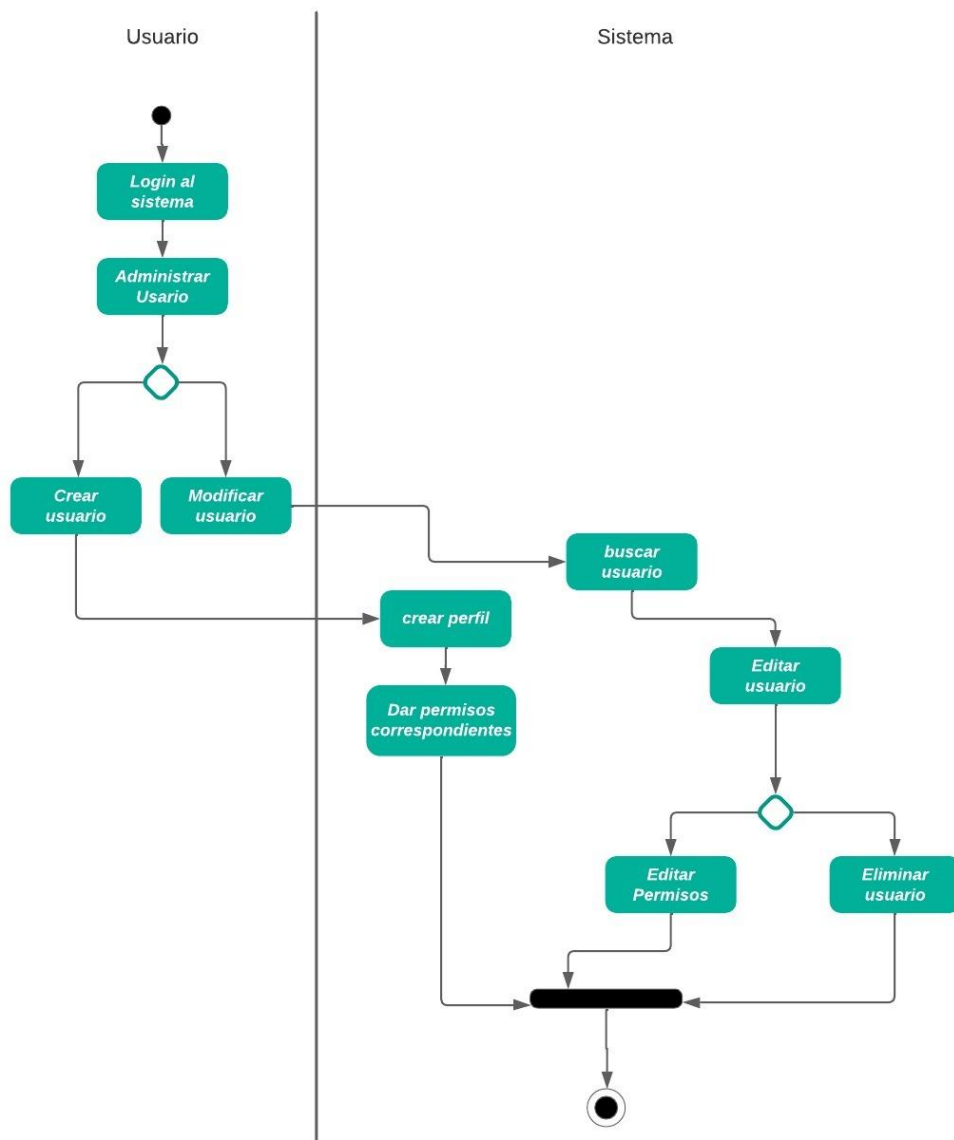 Usuario
Sistema
Login al
sistema
Administrar
Usario
Crear
usuario
Modificar
usuario
buscar
usuario
crear perfil
Editar
usuario
Dar permisos
correspondientes
Editar
Permisos
Eliminar
usuario